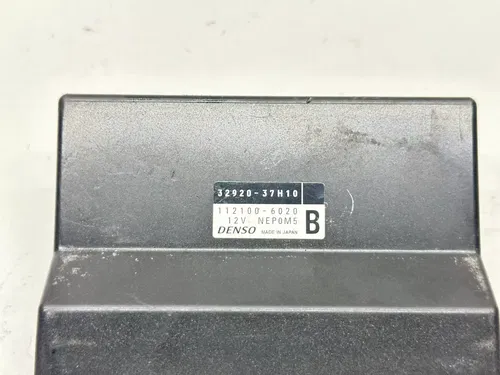 32920-37H10
112100-6020
12V NEP0M5
B
DENSO MADE IN JAPAN